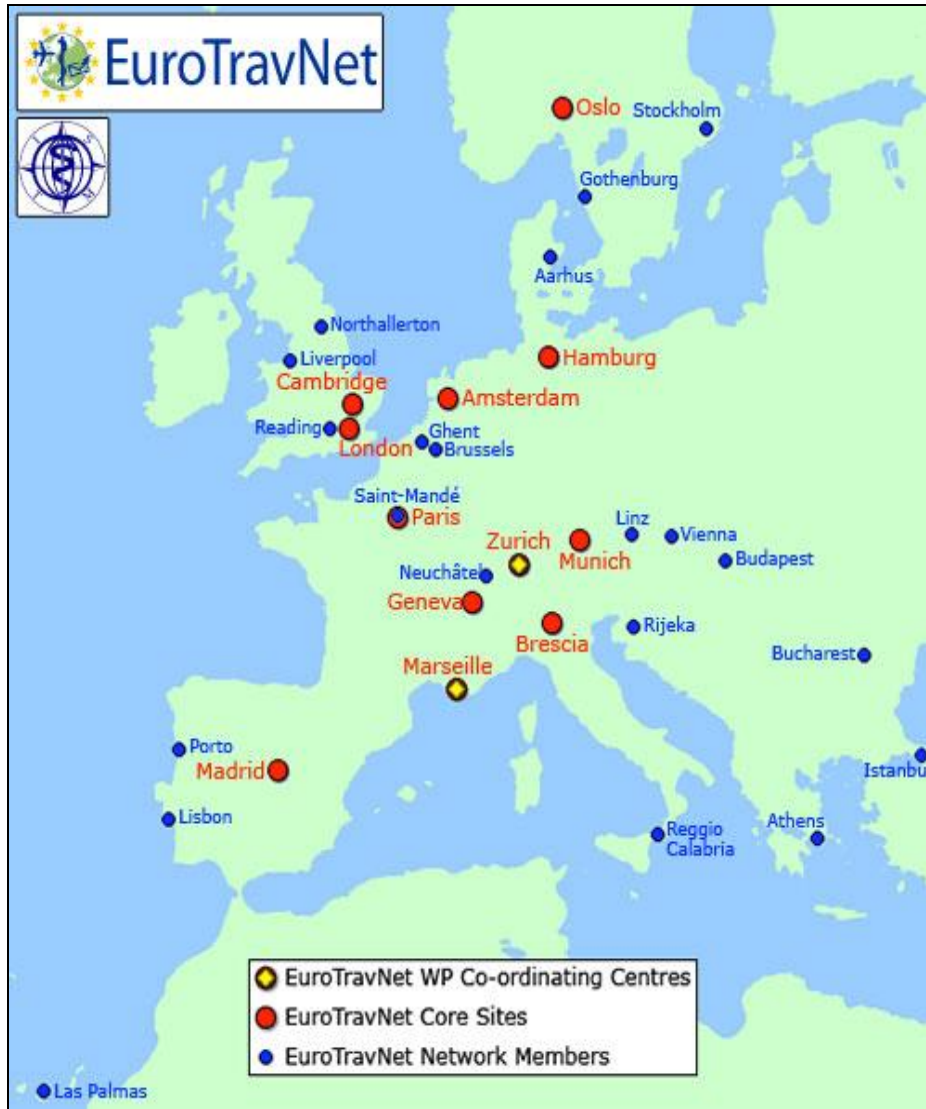 EuroTravNet
I
S
T
M
Oslo
Stockholm
Gothenburg
Aarhus
Northallerton
Liverpool
Hamburg
Cambridge
Amsterdam
Reading
London
Ghent
Brussels
Saint-Mandé
Paris
Linz
Vienna
Zurich
Munich
Budapest
Neuchâtel
Geneva
Brescia
Rijeka
Bucharest
Marseille
Porto
Madrid
Istanbu
Lisbon
Reggio
Calabria
Athens
EuroTravNet WP Co-ordinating Centres
EuroTravNet Core Sites
EuroTravNet Network Members
Las Palmas